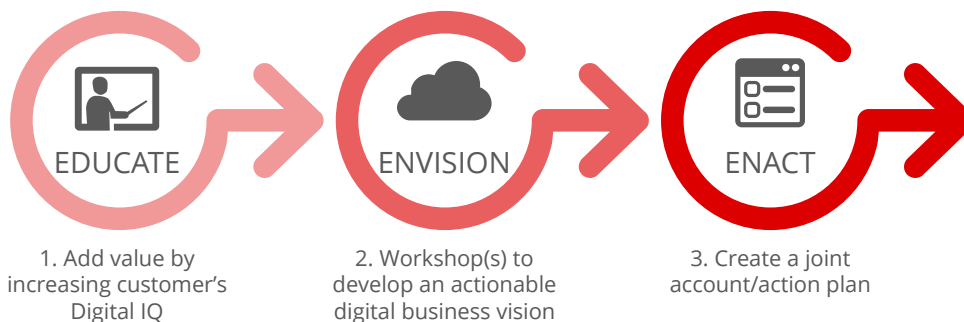 EDUCATE
ENVISION
ENACT
1. Add value by
increasing customer’s
Digital IQ
2. Workshop(s) to
develop an actionable
digital business vision
3. Create a joint
account/action plan